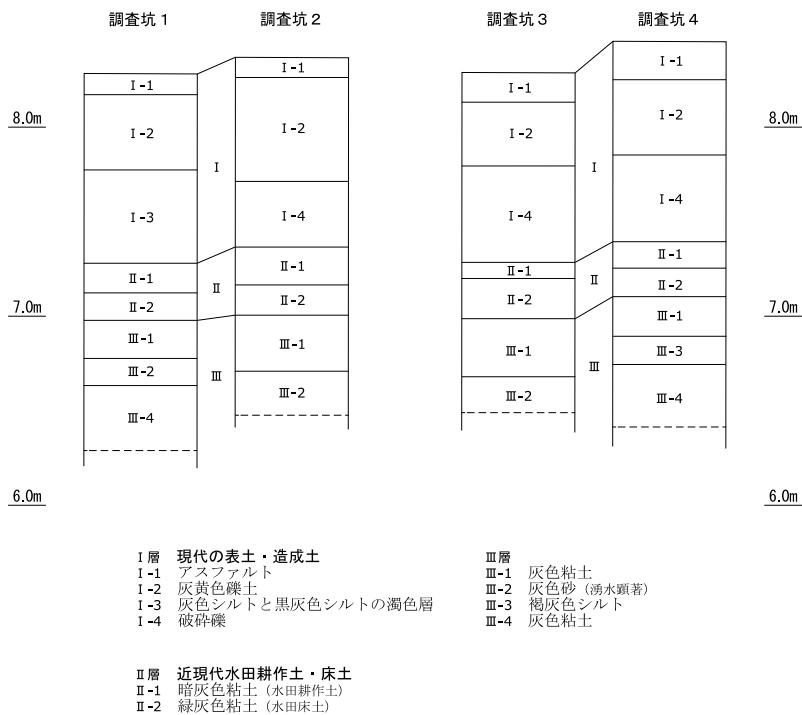 調査坑1 調査坑2 調査坑3 調査坑4
Ⅰ-1 Ⅰ-1 Ⅰ-1 Ⅰ-1
8.0m 8.0m
Ⅰ-2 Ⅰ-2 Ⅰ-2 Ⅰ-2
Ⅰ Ⅰ
Ⅰ-3 Ⅰ-4 Ⅰ-4 Ⅰ-4
Ⅱ-1 Ⅱ-1 Ⅱ-1 Ⅱ-1
Ⅱ Ⅱ
Ⅱ-2 Ⅱ-2 Ⅱ-2 Ⅱ-2
7.0m 7.0m
Ⅲ-1 Ⅲ-1 Ⅲ-1 Ⅲ-1
Ⅲ-2 Ⅲ Ⅲ-2 Ⅲ-2 Ⅲ Ⅲ-3
Ⅲ-4 Ⅲ-4
6.0m 6.0m
Ⅰ層 現代の表土・造成土
Ⅰ-1 アスファルト
Ⅰ-2 灰黄色礫土
Ⅰ-3 灰色シルトと黒灰色シルトの濁色層
Ⅰ-4 破砕礫
Ⅱ層 近現代水田耕作土・床土
Ⅱ-1 暗灰色粘土（水田耕作土）
Ⅱ-2 緑灰色粘土（水田床土）
Ⅲ層
Ⅲ-1 灰色粘土
Ⅲ-2 灰色砂（湧水顕著）
Ⅲ-3 褐灰色シルト
Ⅲ-4 灰色粘土